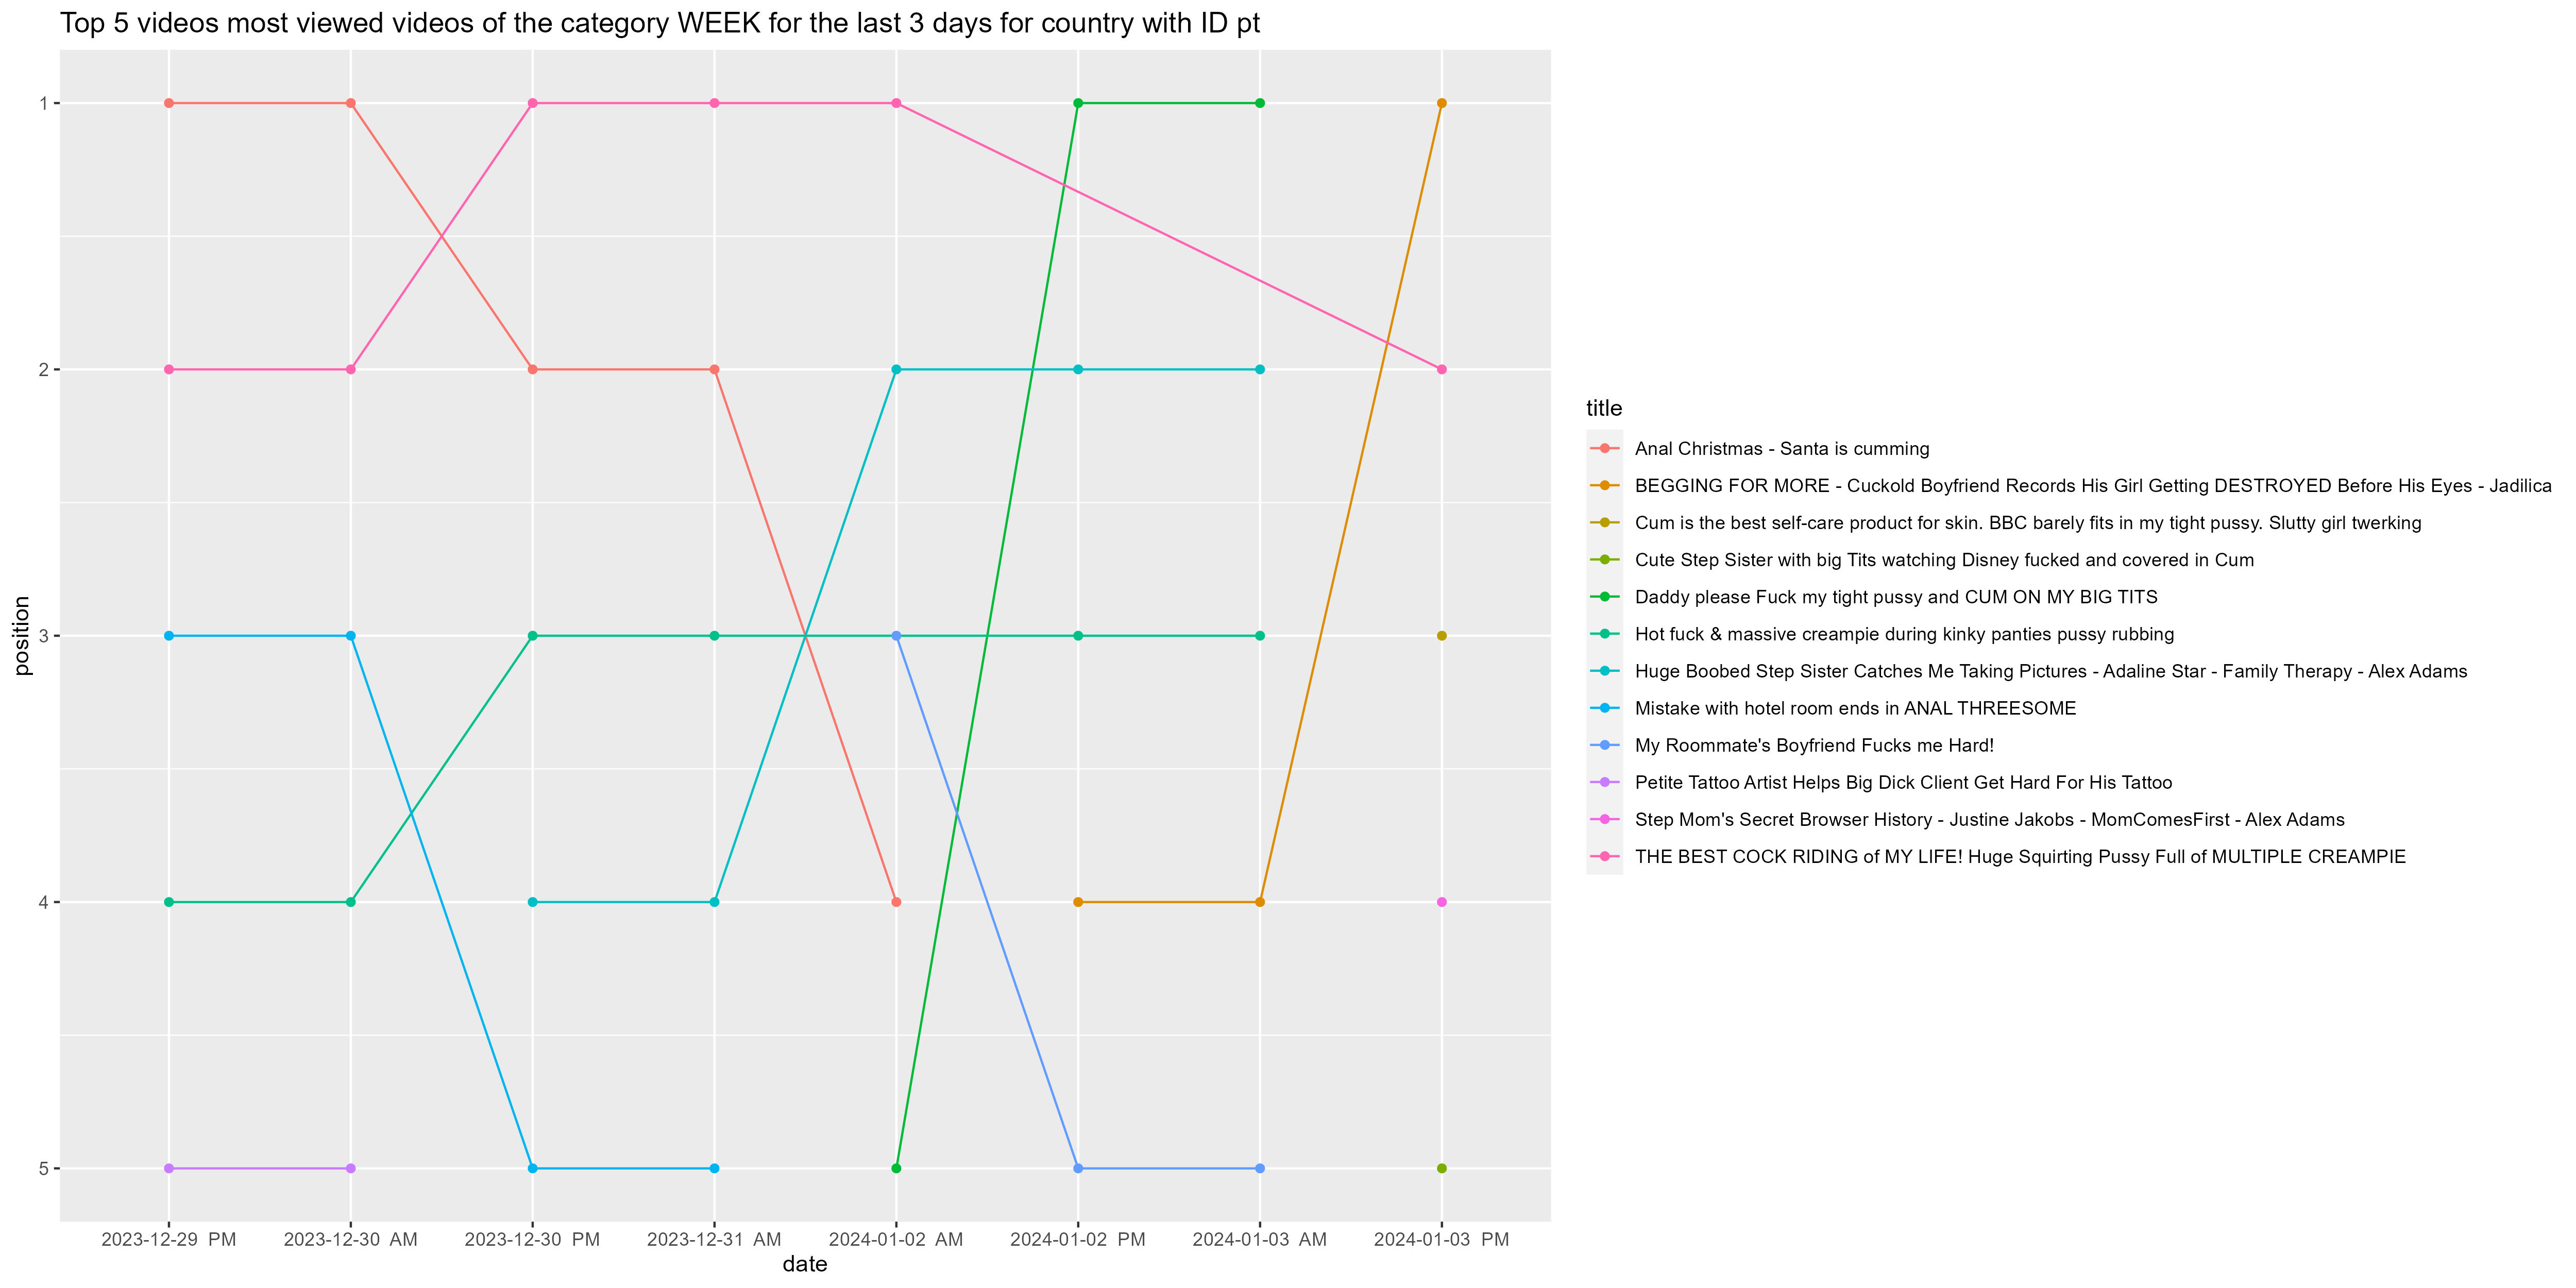 Top 5 videos most viewed videos of the category WEEK for the last 3 days for country with ID pt
position
1
2
3
4
5
2023-12-29 PM
2023-12-30 AM
2023-12-30 PM
2023-12-31 AM
2024-01-02 AM
2024-01-02 PM
2024-01-03 AM
2024-01-03 PM
date
title
Anal Christmas - Santa is cumming
BEGGING FOR MORE - Cuckold Boyfriend Records His Girl Getting DESTROYED Before His Eyes - Jadilica
Cum is the best self-care product for skin. BBC barely fits in my tight pussy. Slutty girl twerking
Cute Step Sister with big Tits watching Disney fucked and covered in Cum
Daddy please Fuck my tight pussy and CUM ON MY BIG TITS
Hot fuck & massive creampie during kinky panties pussy rubbing
Huge Boobed Step Sister Catches Me Taking Pictures - Adaline Star - Family Therapy - Alex Adams
Mistake with hotel room ends in ANAL THREESOME
My Roommate's Boyfriend Fucks me Hard!
Petite Tattoo Artist Helps Big Dick Client Get Hard For His Tattoo
Step Mom's Secret Browser History - Justine Jakobs - MomComesFirst - Alex Adams
THE BEST COCK RIDING of MY LIFE! Huge Squirting Pussy Full of MULTIPLE CREAMPIE